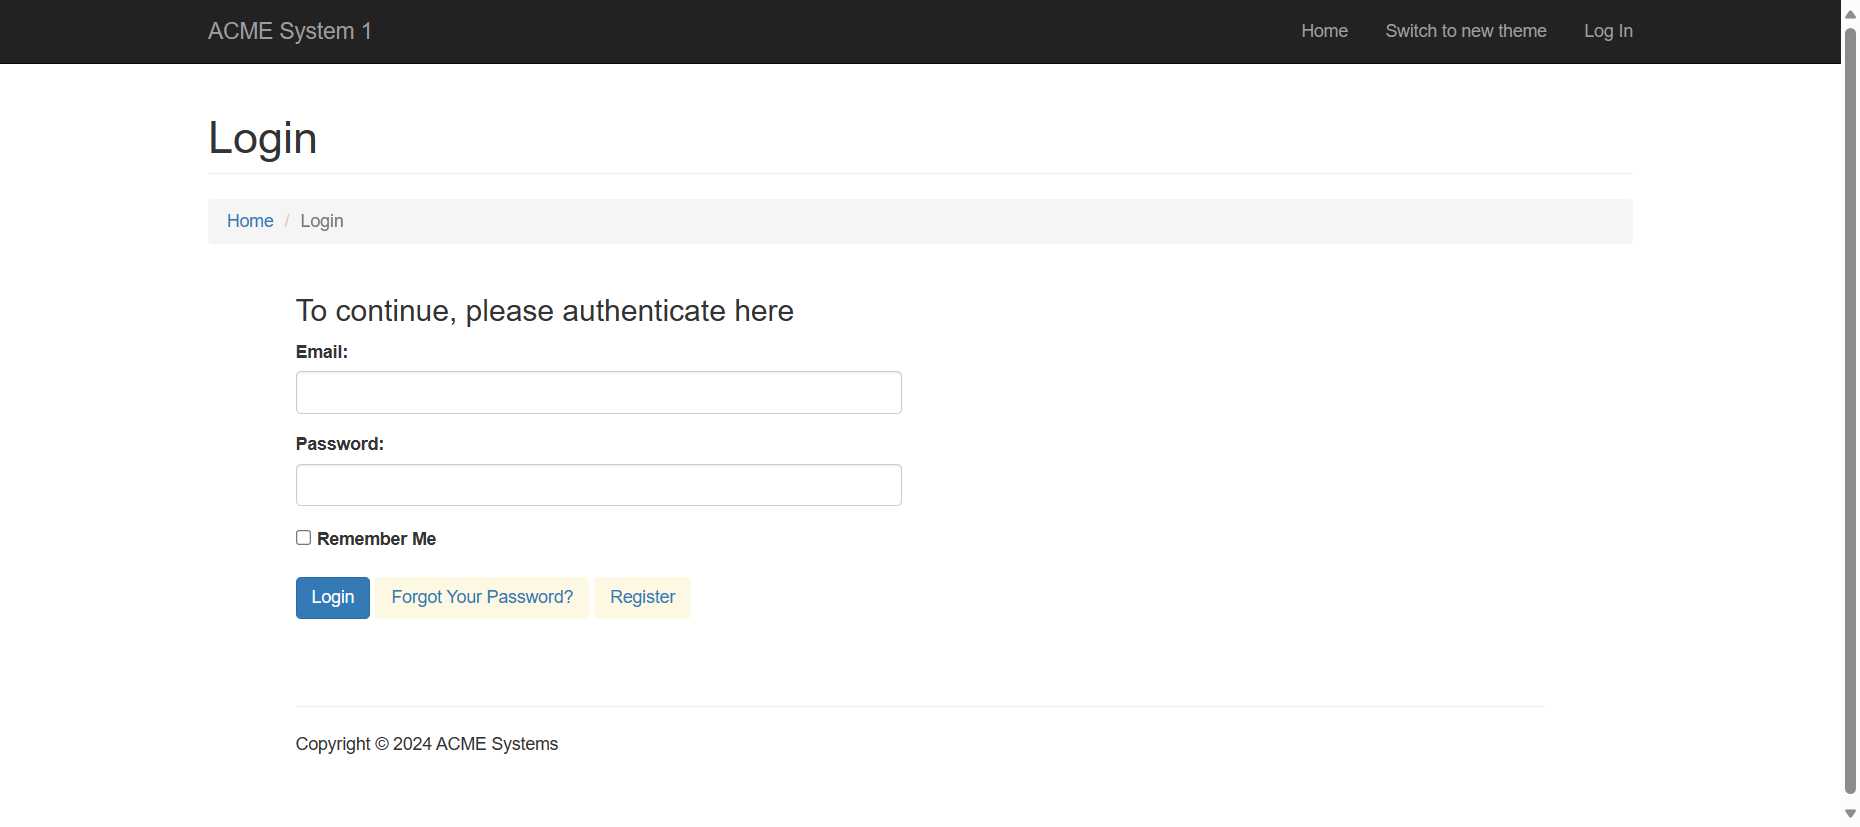 ACME System 1 Home Switch to new theme Log In
Login
Home / Login
To continue, please authenticate here
Email:
Password:
Remember Me
Login Forgot Your Password? Register
Copyright © 2024 ACME Systems